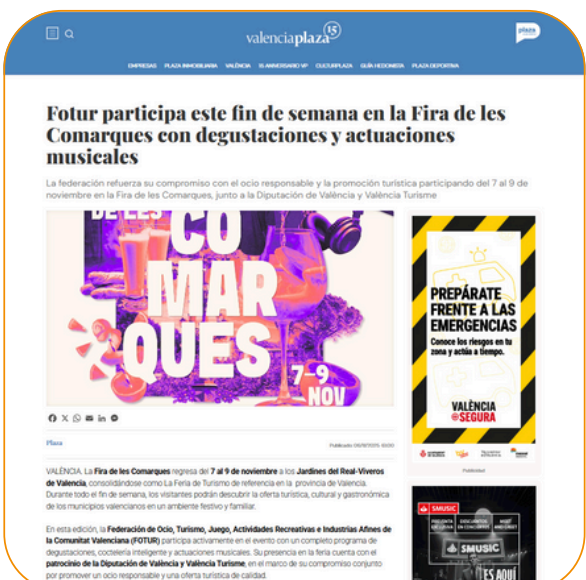 valenciaplaza 15
plaza
EMPRESAS PLAZA INMOBILIARIA VALÈNCIA 15 ANIVERSARIO VP CULTURPLAZA GUÍA HEDONISTA PLAZA DEPORTIVA
Fotur participa este fin de semana en la Fira de les
Comarques con degustaciones y actuaciones
musicales
La federación refuerza su compromiso con el ocio responsable y la promoción turística participando del 7 al 9 de
noviembre en la Fira de les Comarques, junto a la Diputación de València y València Turisme
DE LES
CO
MAR
QUES
7-9
NOV
PREPÁRATE
FRENTE A LAS
EMERGENCIAS
Conoce los riesgos en tu
zona y actúa a tiempo.
VALÈNCIA
SEGURA
Publicidad
Plaza
VALÈNCIA. La Fira de les Comarques regresa del 7 al 9 de noviembre a los Jardines del Real-Viveros
de Valencia, consolidándose como La Feria de Turismo de referencia en la provincia de Valencia.
Durante todo el fin de semana, los visitantes podrán descubrir la oferta turística, cultural y gastronómica
de los municipios valencianos en un ambiente festivo y familiar.
En esta edición, la Federación de Ocio, Turismo, Juego, Actividades Recreativas e Industrias Afines de
la Comunitat Valenciana (FOTUR) participa activamente en el evento con un completo programa de
degustaciones, coctelería inteligente y actuaciones musicales. Su presencia en la feria cuenta con el
patrocinio de la Diputación de València y València Turisme, en el marco de su compromiso conjunto
por promover un ocio responsable y una oferta turística de calidad.
SMUSIC
PREVENTA
EXCLUSIVA
DESCUENTOS
EN CONCIERTOS
MEET
AND GREET
SMUSIC
ES AQUÍ